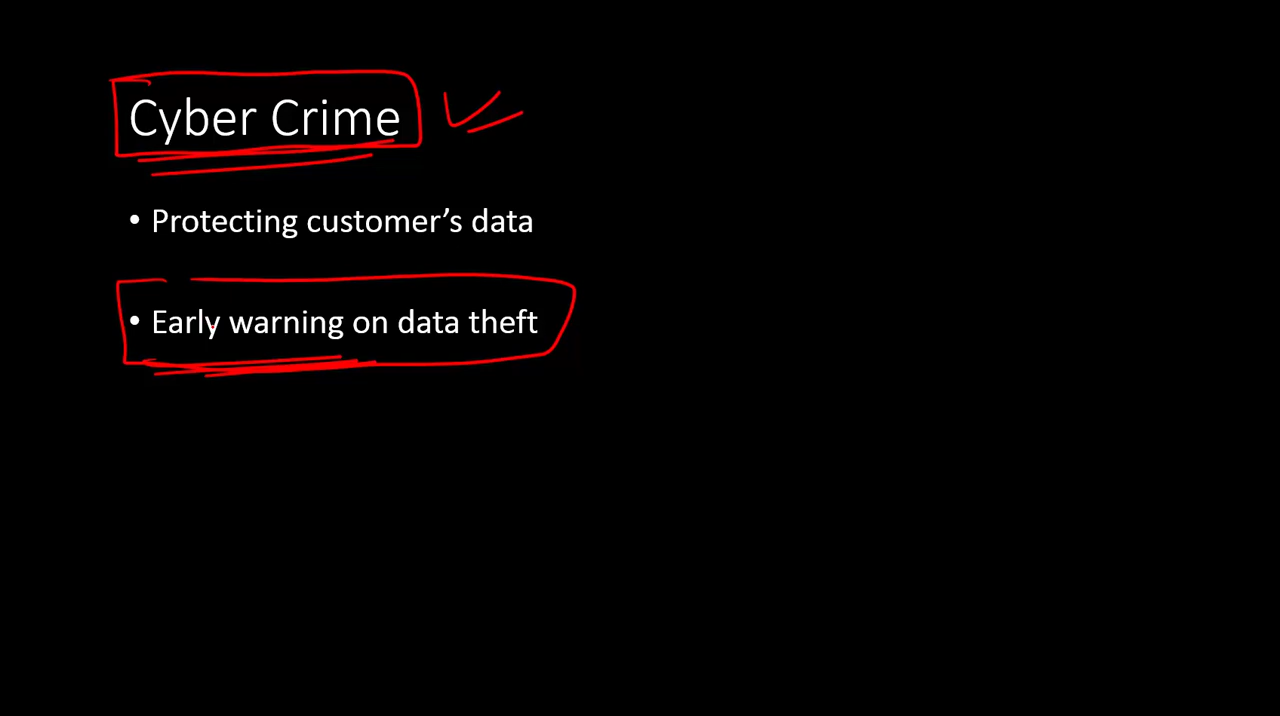 Cyber Crime
• Protecting customer’s data
• Early warning on data theft